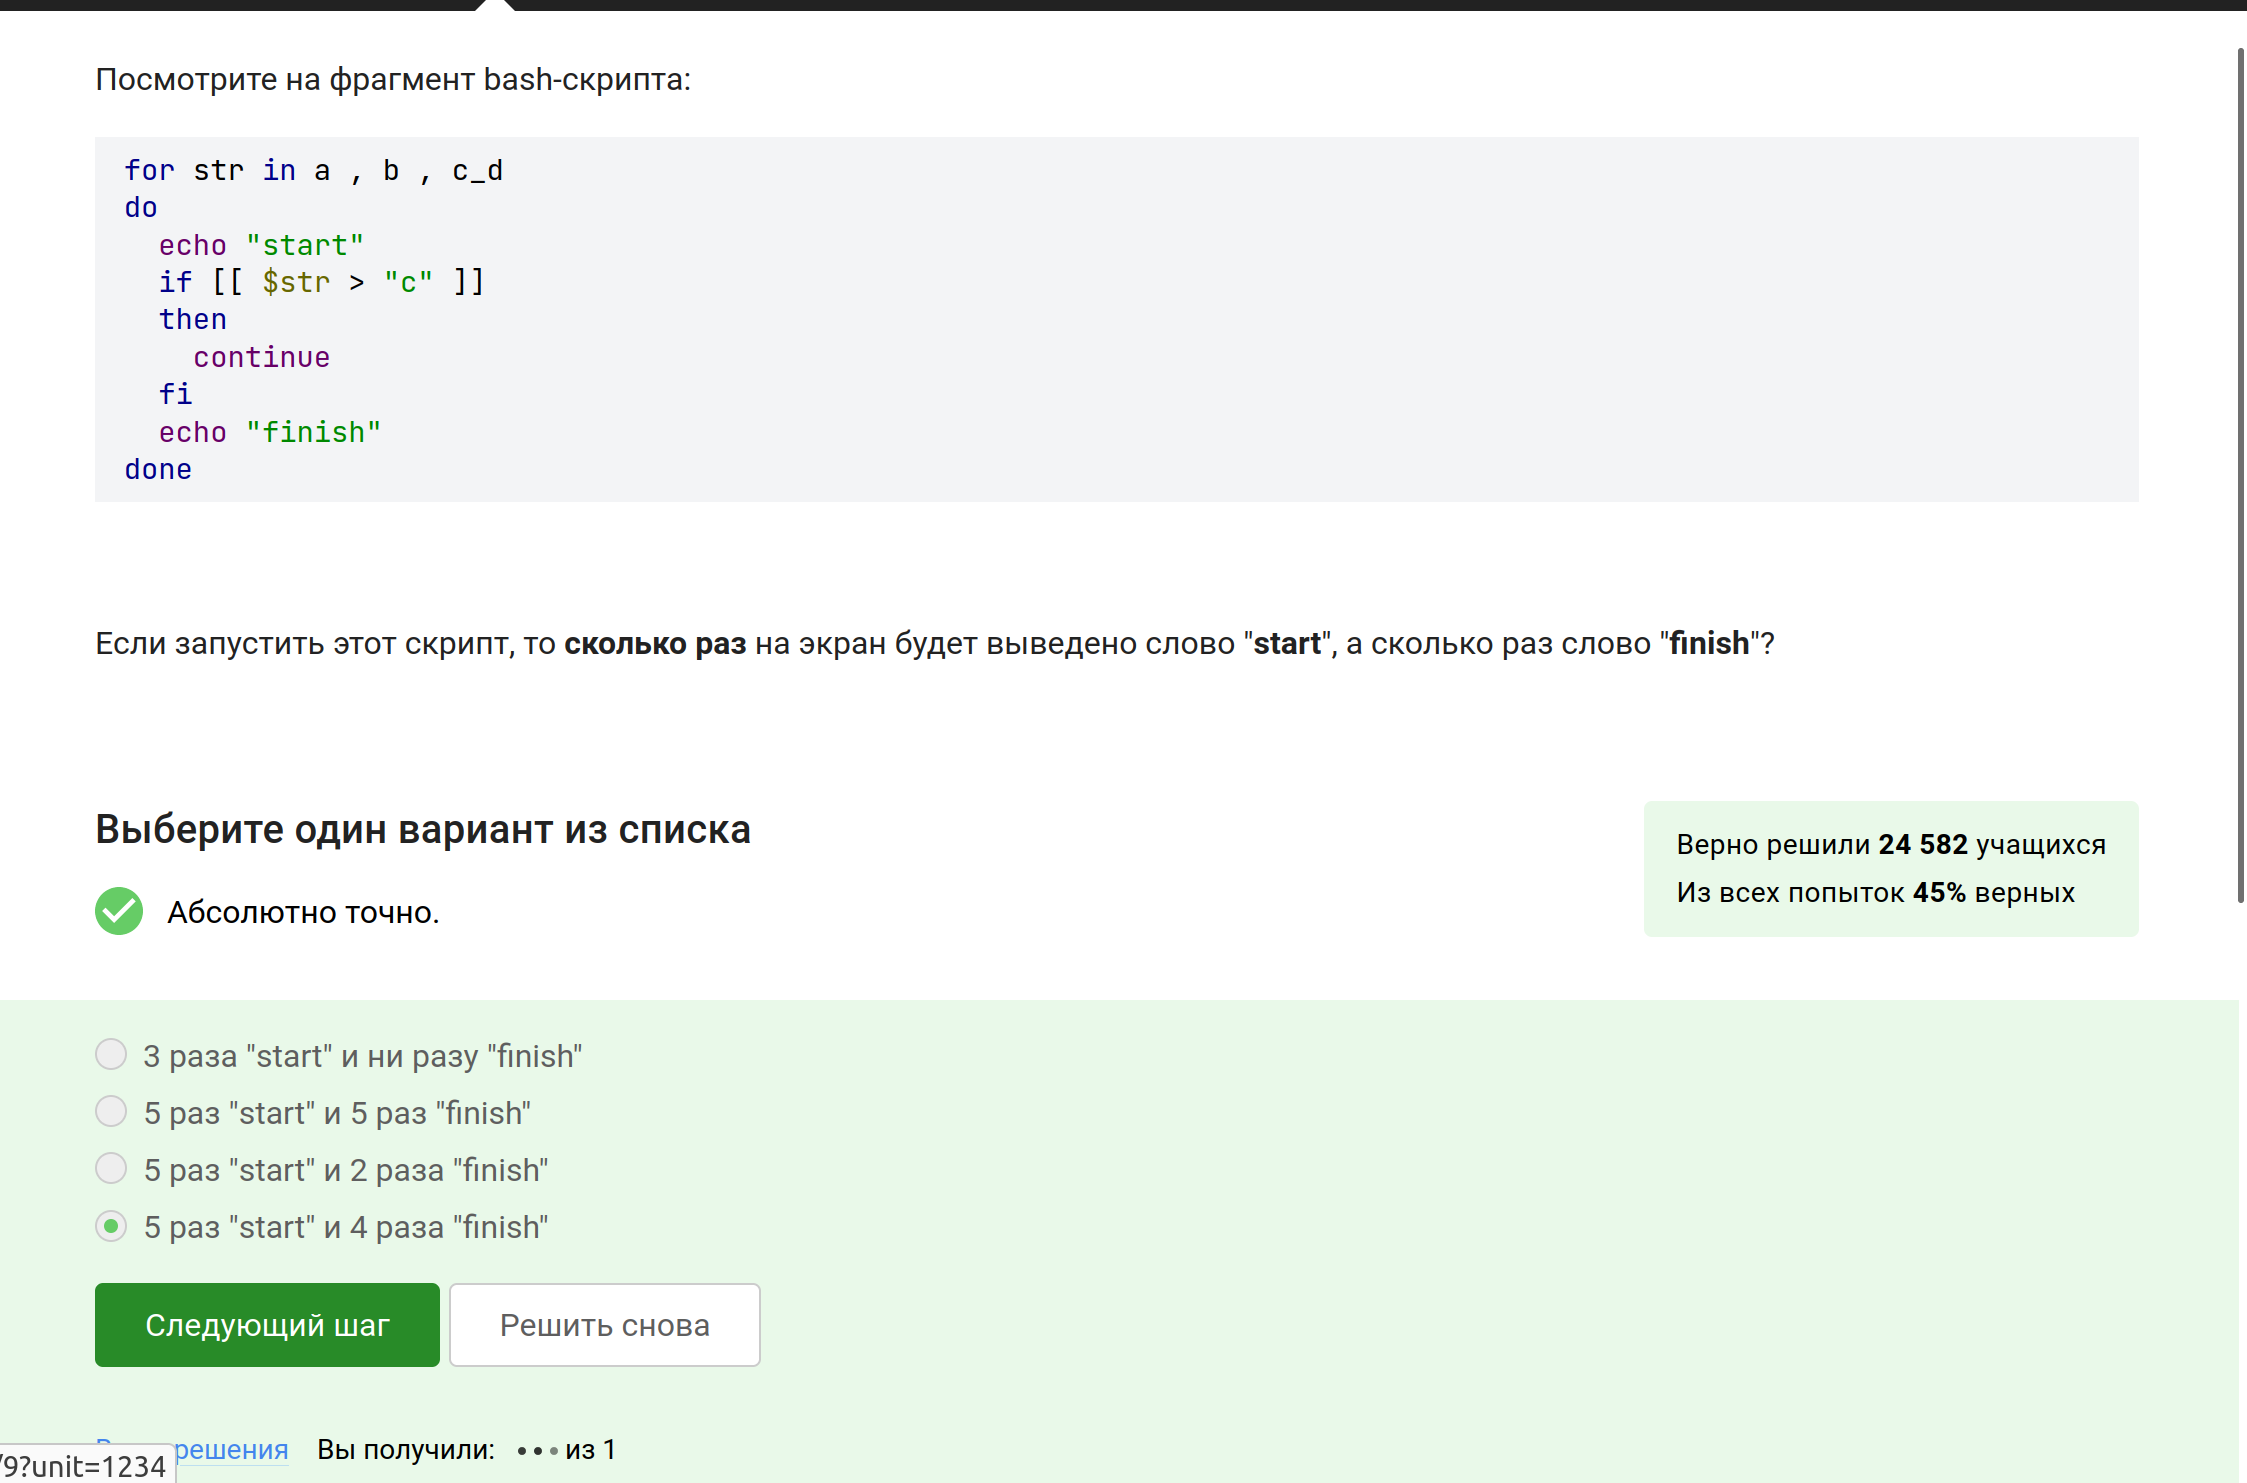 Посмотрите на фрагмент bash-скрипта:
for str in a , b , c_d
do
  echo "start"
  if [[ $str > "c" ]]
  then
    continue
  fi
  echo "finish"
done
Если запустить этот скрипт, то сколько раз на экран будет выведено слово "start", а сколько раз слово "finish"?
Выберите один вариант из списка
Абсолютно точно.
Верно решили 24 582 учащихся
Из всех попыток 45% верных
3 раза "start" и ни разу "finish"
5 раз "start" и 5 раз "finish"
5 раз "start" и 2 раза "finish"
5 раз "start" и 4 раза "finish"
Следующий шаг
Решить снова
решения Вы получили: из 1
/9?unit=1234